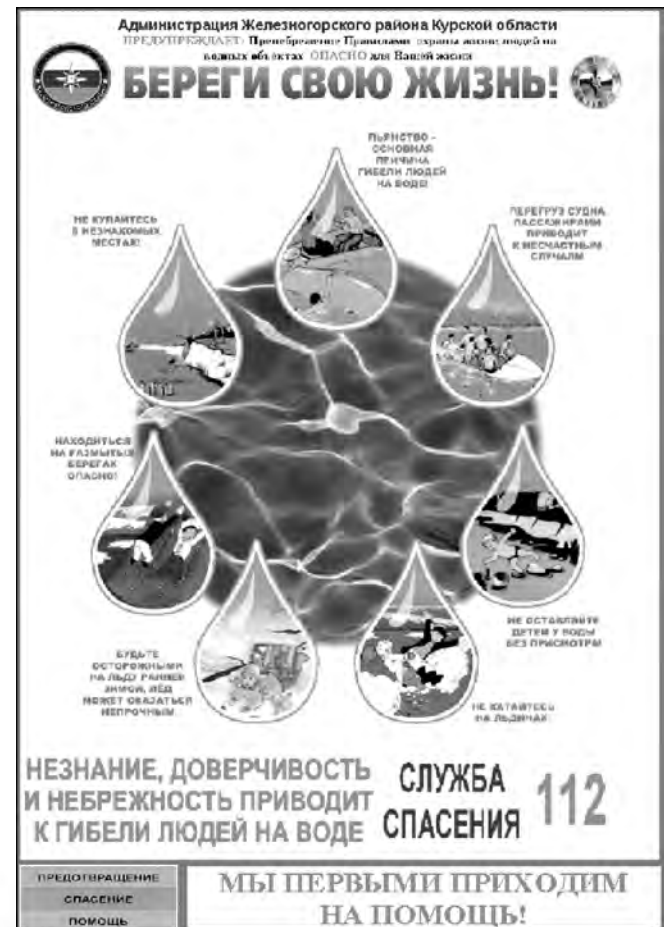 Администрация Железногорского района Курской области
ПРЕДУПРЕЖДАЕТ: Пренебрежение Правилами охраны жизни людей на
водных объектах ОПАСНО для Вашей жизни
БЕРЕГИ СВОЮ ЖИЗНЬ!
ПЬЯНСТВО -
ОСНОВНАЯ
ПРИЧИНА
ГИБЕЛИ ЛЮДЕЙ
НА ВОДЕ!
НЕ КУПАЙТЕСЬ
В НЕЗНАКОМЫХ
МЕСТАХ!
ПЕРЕГРУЗ СУДНА
ПАССАЖИРАМИ
ПРИВОДИТ
К НЕСЧАСТНЫМ
СЛУЧАЯМ
НАХОДИТЬСЯ
НА РАЗМЫТЫХ
БЕРЕГАХ
ОПАСНО!
НЕ ОСТАВЛЯЙТЕ
ДЕТЕЙ У ВОДЫ
БЕЗ ПРИСМОТРА
БУДЬТЕ
ОСТОРОЖНЫМИ
НА ЛЬДУ РАННЕЙ
ЗИМОЙ, ЛЁД
МОЖЕТ ОКАЗАТЬСЯ
НЕПРОЧНЫМ
НЕ КАТАЙТЕСЬ
НА ЛЬДИНАХ!
НЕЗНАНИЕ, ДОВЕРЧИВОСТЬ
И НЕБРЕЖНОСТЬ ПРИВОДИТ
К ГИБЕЛИ ЛЮДЕЙ НА ВОДЕ
СЛУЖБА
СПАСЕНИЯ
112
ПРЕДОТВРАЩЕНИЕ
СПАСЕНИЕ
ПОМОЩЬ
МЫ ПЕРВЫМИ ПРИХОДИМ
НА ПОМОЩЬ!